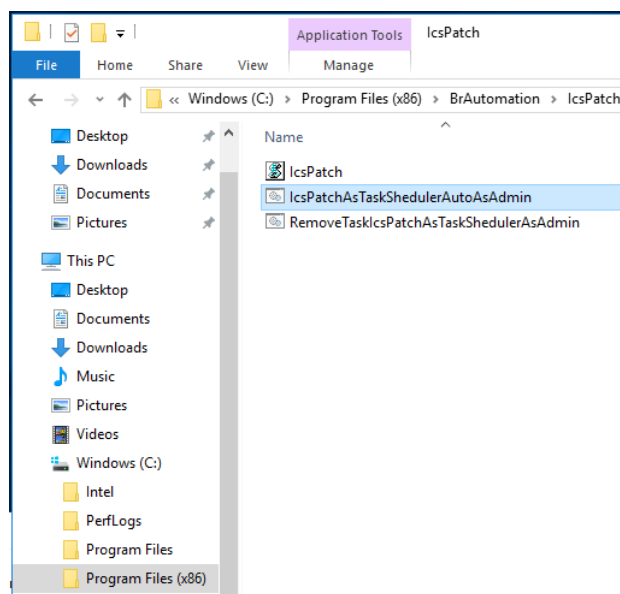 Application Tools IcsPatch
File Home Share View Manage
« Windows (C:) › Program Files (x86) › BrAutomation › IcsPatch
Name
IcsPatch
IcsPatchAsTaskShedulerAutoAsAdmin
RemoveTaskIcsPatchAsTaskShedulerAsAdmin
Desktop
Downloads
Documents
Pictures
This PC
Desktop
Documents
Downloads
Music
Pictures
Videos
Windows (C:)
Intel
PerfLogs
Program Files
Program Files (x86)